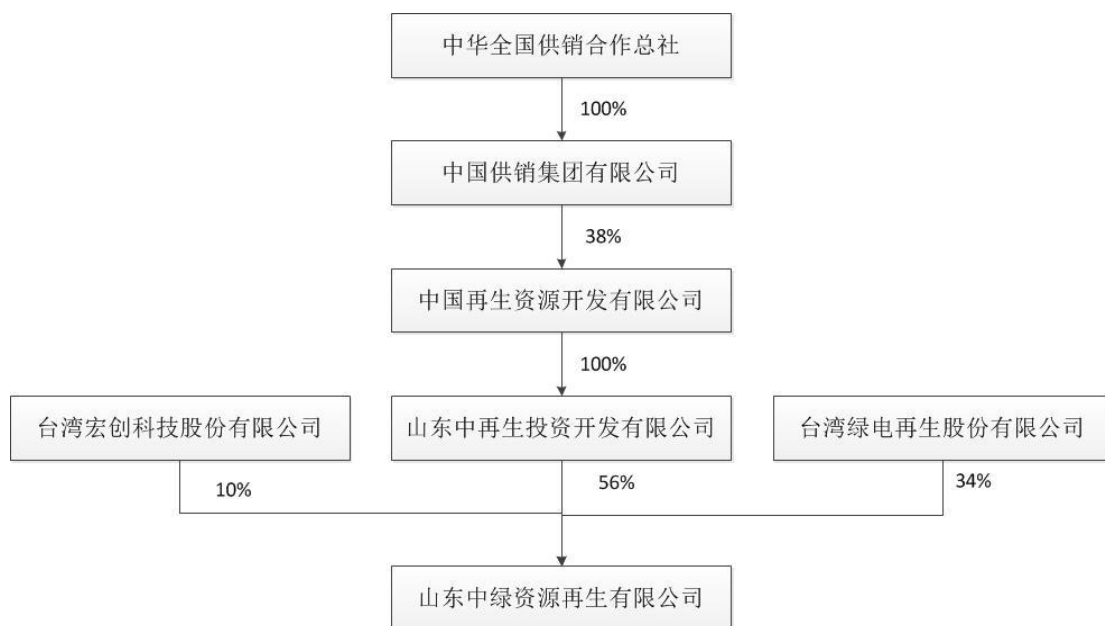 中华全国供销合作总社
100%
中国供销集团有限公司
38%
中国再生资源开发有限公司
100%
台湾宏创科技股份有限公司
山东中再生投资开发有限公司
台湾绿电再生股份有限公司
10%
56%
34%
山东中绿资源再生有限公司